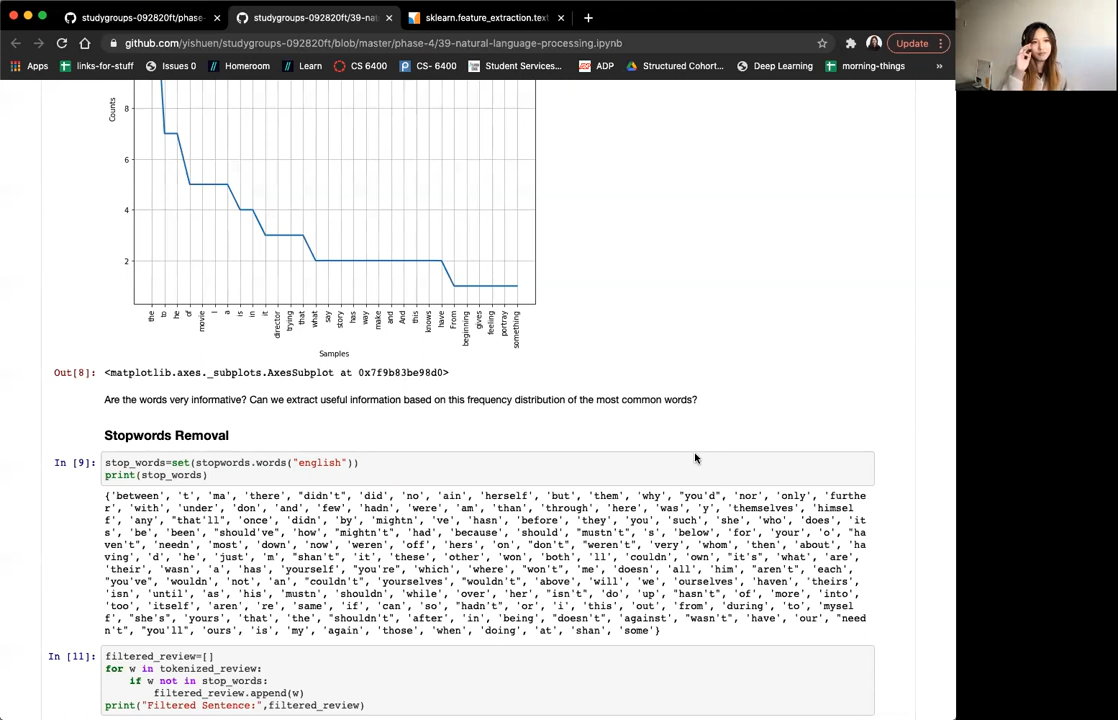 studygroups-092820ft/phase-
studygroups-092820ft/39-nat
sklearn.feature_extraction.text
github.com/yishuen/studygroups-092820ft/blob/master/phase-4/39-natural-language-processing.ipynb
Update
Apps
links-for-stuff
Issues 0
Homeroom
Learn
CS 6400
CS- 6400
Student Services...
ADP
Structured Cohort...
Deep Learning
morning-things
»
Counts
8
6
4
2
the
to
he
of
movie
I
a
is
in
it
director
trying
that
what
say
story
has
way
make
and
And
this
knows
have
From
beginning
gives
feeling
portray
something
Samples
Out[8]: <matplotlib.axes._subplots.AxesSubplot at 0x7f9b83be98d0>
Are the words very informative? Can we extract useful information based on this frequency distribution of the most common words?
Stopwords Removal
In [9]: stop_words=set(stopwords.words("english"))
print(stop_words)
{'between', 't', 'ma', 'there', "didn't", 'did', 'no', 'ain', 'herself', 'but', 'them', 'why', "you'd", 'nor', 'only', 'furthe
r', 'with', 'under', 'don', 'and', 'few', 'hadn', 'were', 'am', 'than', 'through', 'here', 'was', 'y', 'themselves', 'himsel
f', 'any', "that'll", 'once', 'didn', 'by', 'mightn', 've', 'hasn', 'before', 'they', 'you', 'such', 'she', 'who', 'does', 'it
s', 'be', 'been', "should've", 'how', "mightn't", 'had', 'because', 'should', "mustn't", 's', 'below', 'for', 'your', 'o', "ha
ven't", 'needn', 'most', 'down', 'now', 'weren', 'off', 'hers', 'on', "don't", "weren't", 'very', 'whom', 'then', 'about', 'ha
ving', 'd', 'he', 'just', 'm', "shan't", 'it', 'these', 'other', 'won', 'both', 'll', 'couldn', 'own', "it's", 'what', 'are',
'their', 'wasn', 'a', 'has', 'yourself', "you're", 'which', 'where', "won't", 'me', 'doesn', 'all', 'him', "aren't", 'each',
"you've", 'wouldn', 'not', 'an', "couldn't", 'yourselves', "wouldn't", 'above', 'will', 'we', 'ourselves', 'haven', 'theirs',
'isn', 'until', 'as', 'his', 'mustn', 'shouldn', 'while', 'over', 'her', "isn't", 'do', 'up', "hasn't", 'of', 'more', 'into',
'too', 'itself', 'aren', 're', 'same', 'if', 'can', 'so', "hadn't", 'or', 'i', 'this', 'out', 'from', 'during', 'to', 'mysel
f', "she's", 'yours', 'that', 'the', "shouldn't", 'after', 'in', 'being', "doesn't", 'against', "wasn't", 'have', 'our', "need
n't", "you'll", 'ours', 'is', 'my', 'again', 'those', 'when', 'doing', 'at', 'shan', 'some'}
In [11]: filtered_review=[]
for w in tokenized_review:
if w not in stop_words:
filtered_review.append(w)
print("Filtered Sentence:",filtered_review)